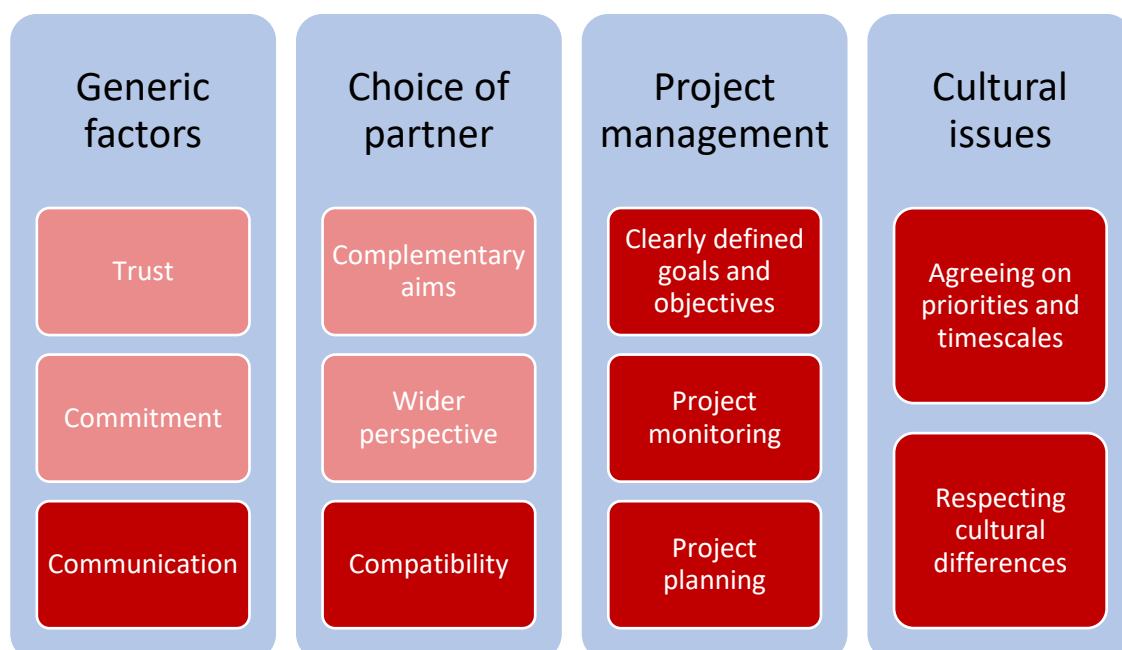 Generic
factors
Trust
Commitment
Communication
Choice of
partner
Complementary
aims
Wider
perspective
Compatibility
Project
management
Clearly defined
goals and
objectives
Project
monitoring
Project
planning
Cultural
issues
Agreeing on
priorities and
timescales
Respecting
cultural
differences